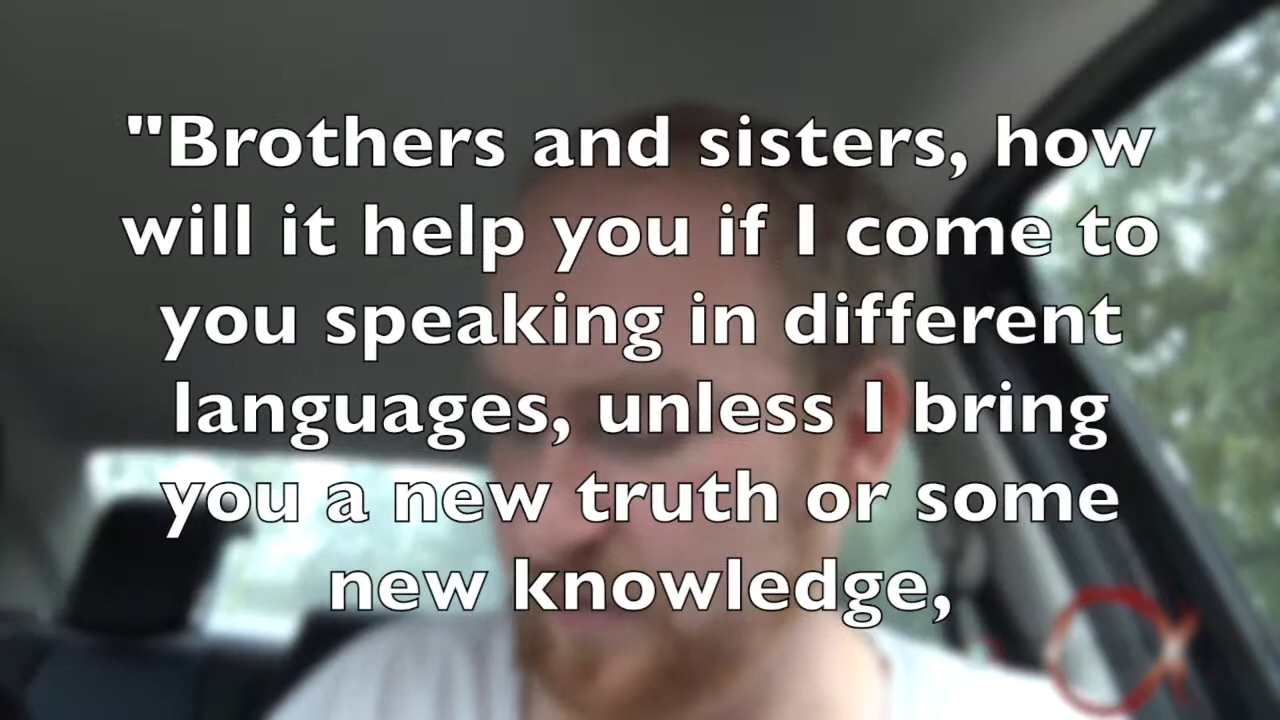 "Brothers and sisters, how
will it help you if I come to
you speaking in different
languages, unless I bring
you a new truth or some
new knowledge,